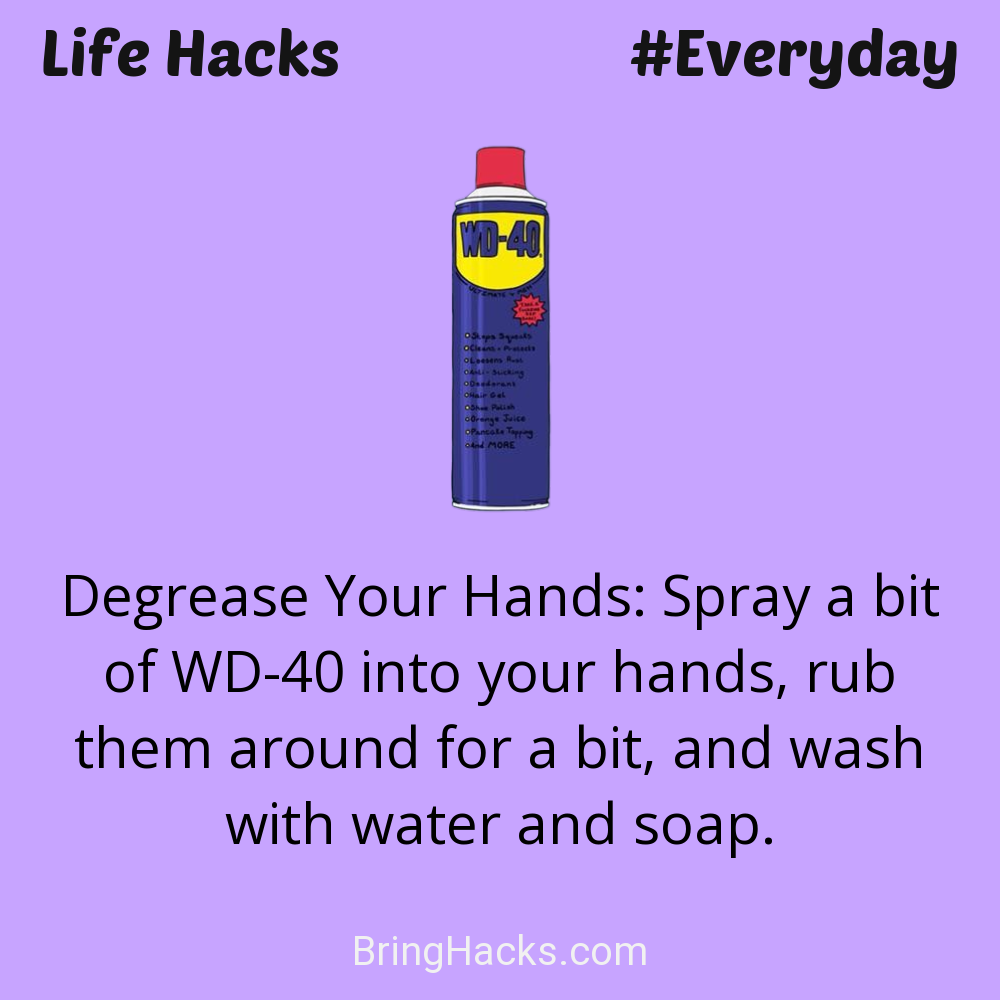 Life Hacks
#Everyday
WD-40
Stops Squeaks
Cleans + Protects
Loosens Rust
Anti-Sticking
Deodorant
Hair Gel
Shoe Polish
Orange Juice
Pancake Topping
And MORE
Degrease Your Hands: Spray a bit
of WD-40 into your hands, rub
them around for a bit, and wash
with water and soap.
BringHacks.com